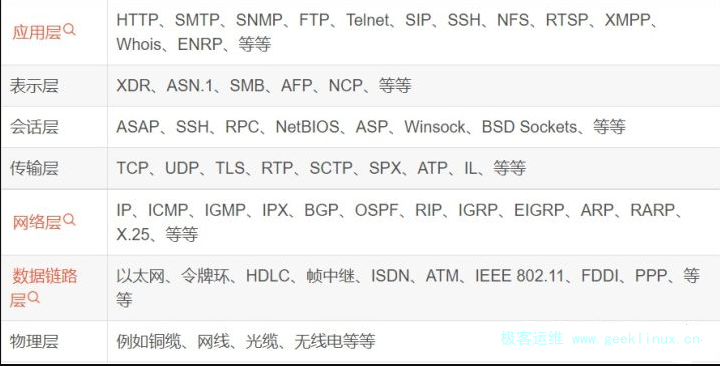 应用层
HTTP、SMTP、SNMP、FTP、Telnet、SIP、SSH、NFS、RTSP、XMPP、
Whois、ENRP、等等
表示层
XDR、ASN.1、SMB、AFP、NCP、等等
会话层
ASAP、SSH、RPC、NetBIOS、ASP、Winsock、BSD Sockets、等等
传输层
TCP、UDP、TLS、RTP、SCTP、SPX、ATP、IL、等等
网络层
IP、ICMP、IGMP、IPX、BGP、OSPF、RIP、IGRP、EIGRP、ARP、RARP、
X.25、等等
数据链路
层
以太网、令牌环、HDLC、帧中继、ISDN、ATM、IEEE 802.11、FDDI、PPP、等
等
物理层
例如铜缆、网线、光缆、无线电等等
极客运维 www.geeklinux.cn